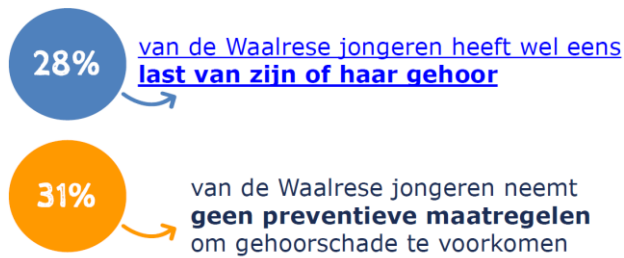 28%
van de Waalrese jongeren heeft wel eens
last van zijn of haar gehoor
31%
van de Waalrese jongeren neemt
geen preventieve maatregelen
om gehoorschade te voorkomen